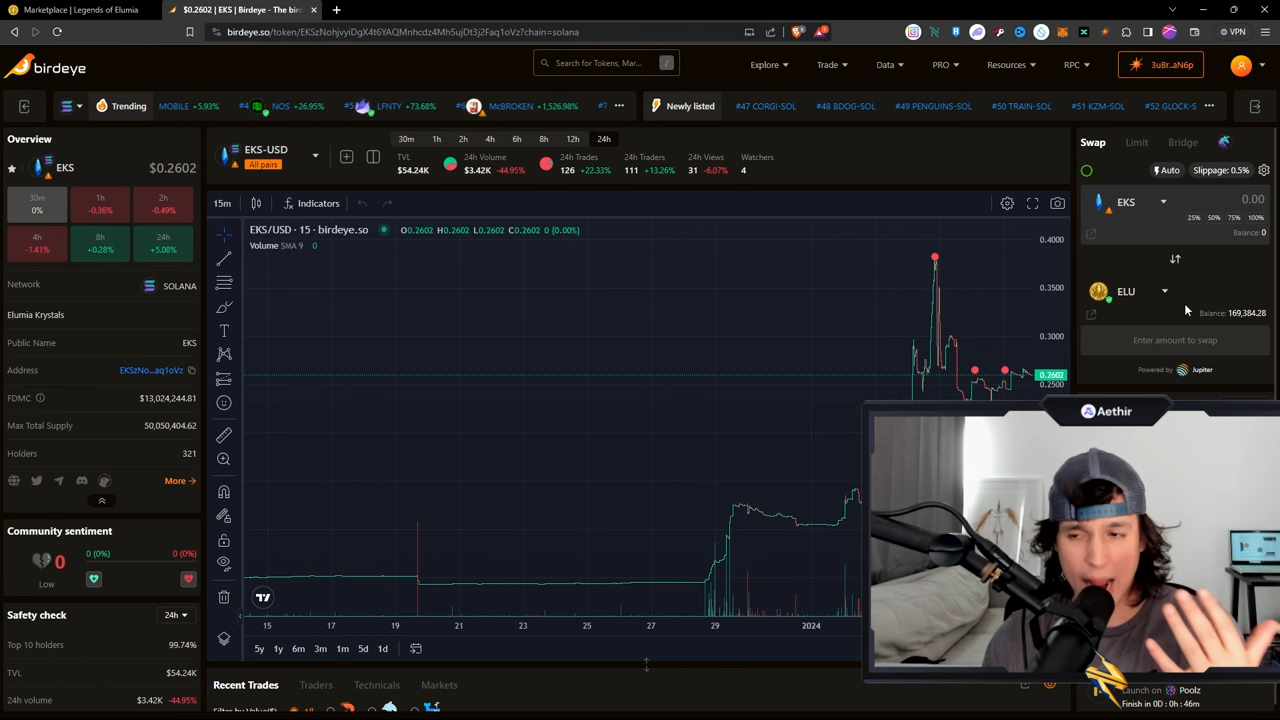 Marketplace | Legends of Elumia
$0.2602 | EKS | Birdeye - The bir
birdeye.so/token/EKSzNohjvyiDgX4t6YAQMnhcdz4Mh5ujDt3j2Faq1oVz?chain=solana
VPN
birdeye
Search for Tokens, Mar...
/
Explore
Trade
Data
PRO
Resources
RPC
3uBr...aN6p
Trending
MOBILE +5.93%
#4
NOS +26.95%
LFNTY +73.68%
McBROKEN +1,526.98%
Newly listed
#47 CORGI-SOL
#48 BDOG-SOL
#49 PENGUINS-SOL
#50 TRAIN-SOL
#51 KZM-SOL
#52 GLOCK-S
Overview
EKS
$0.2602
30m
0%
1h
-0.36%
2h
-0.49%
4h
-1.41%
8h
+0.28%
24h
+5.08%
Network
SOLANA
Elumia Krystals
Public Name
EKS
Address
EKSzNo...aq1oVz
FDMC
$13,024,244.81
Max Total Supply
50,050,404.62
Holders
321
More
Community sentiment
0
Low
0 (0%)
0 (0%)
Safety check
24h
Top 10 holders
99.74%
TVL
$54.24K
24h volume
$3.42K -44.95%
EKS-USD
All pairs
30m
1h
2h
4h
6h
8h
12h
24h
TVL
$54.24K
24h Volume
$3.42K -44.95%
24h Trades
126 +22.33%
24h Traders
111 +13.26%
24h Views
31 -6.07%
Watchers
4
15m
Indicators
EKS/USD · 15 · birdeye.so
O0.2602 H0.2602 L0.2602 C0.2602 0 (0.00%)
Volume SMA 9 0
0.4000
0.3500
0.3000
0.2602
0.2500
15
17
19
21
23
25
27
29
31
2024
5y
1y
6m
3m
1m
5d
1d
Recent Trades
Traders
Technicals
Markets
Filter by Value($)
All
Swap
Limit
Bridge
Auto
Slippage: 0.5%
EKS
0.00
25%
50%
75%
100%
Balance: 0
ELU
Balance: 169,384.28
Enter amount to swap
Powered by
Jupiter
Aethir
Launch on
Poolz
Finish in 0D : 0h : 46m